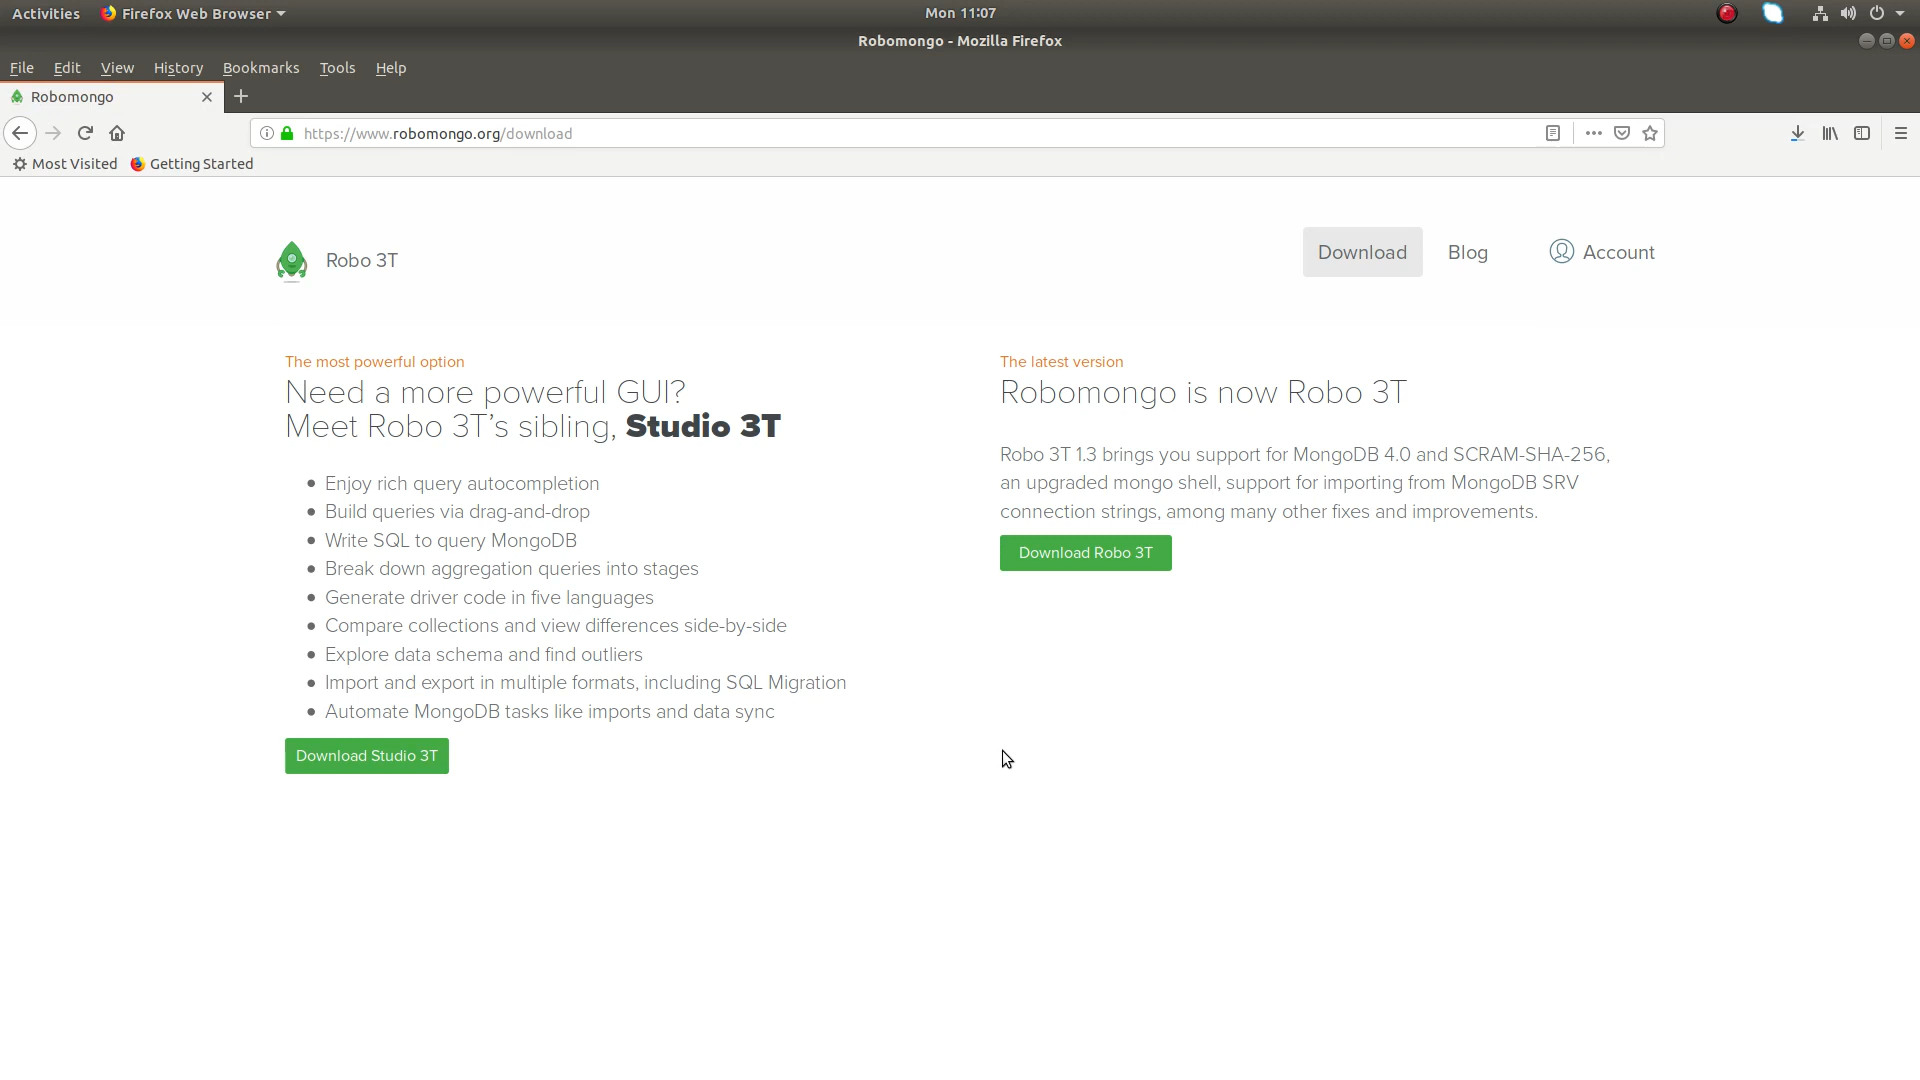 Activities
Firefox Web Browser
Mon 11:07
Robomongo - Mozilla Firefox
File Edit View History Bookmarks Tools Help
Robomongo
https://www.robomongo.org/download
Most Visited
Getting Started
Robo 3T
Download
Blog
Account
The most powerful option
Need a more powerful GUI?
Meet Robo 3T’s sibling, Studio 3T
Enjoy rich query autocompletion
Build queries via drag-and-drop
Write SQL to query MongoDB
Break down aggregation queries into stages
Generate driver code in five languages
Compare collections and view differences side-by-side
Explore data schema and find outliers
Import and export in multiple formats, including SQL Migration
Automate MongoDB tasks like imports and data sync
Download Studio 3T
The latest version
Robomongo is now Robo 3T
Robo 3T 1.3 brings you support for MongoDB 4.0 and SCRAM-SHA-256,
an upgraded mongo shell, support for importing from MongoDB SRV
connection strings, among many other fixes and improvements.
Download Robo 3T